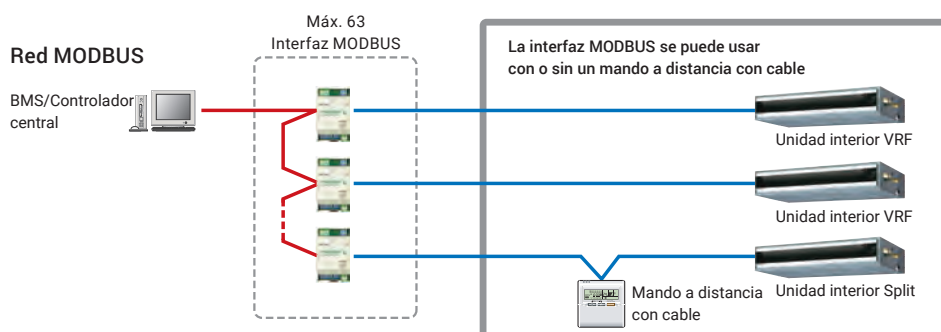 Red MODBUS
BMS/Controlador
central
Máx. 63
Interfaz MODBUS
La interfaz MODBUS se puede usar
con o sin un mando a distancia con cable
Unidad interior VRF
Unidad interior VRF
Unidad interior Split
Mando a distancia
con cable